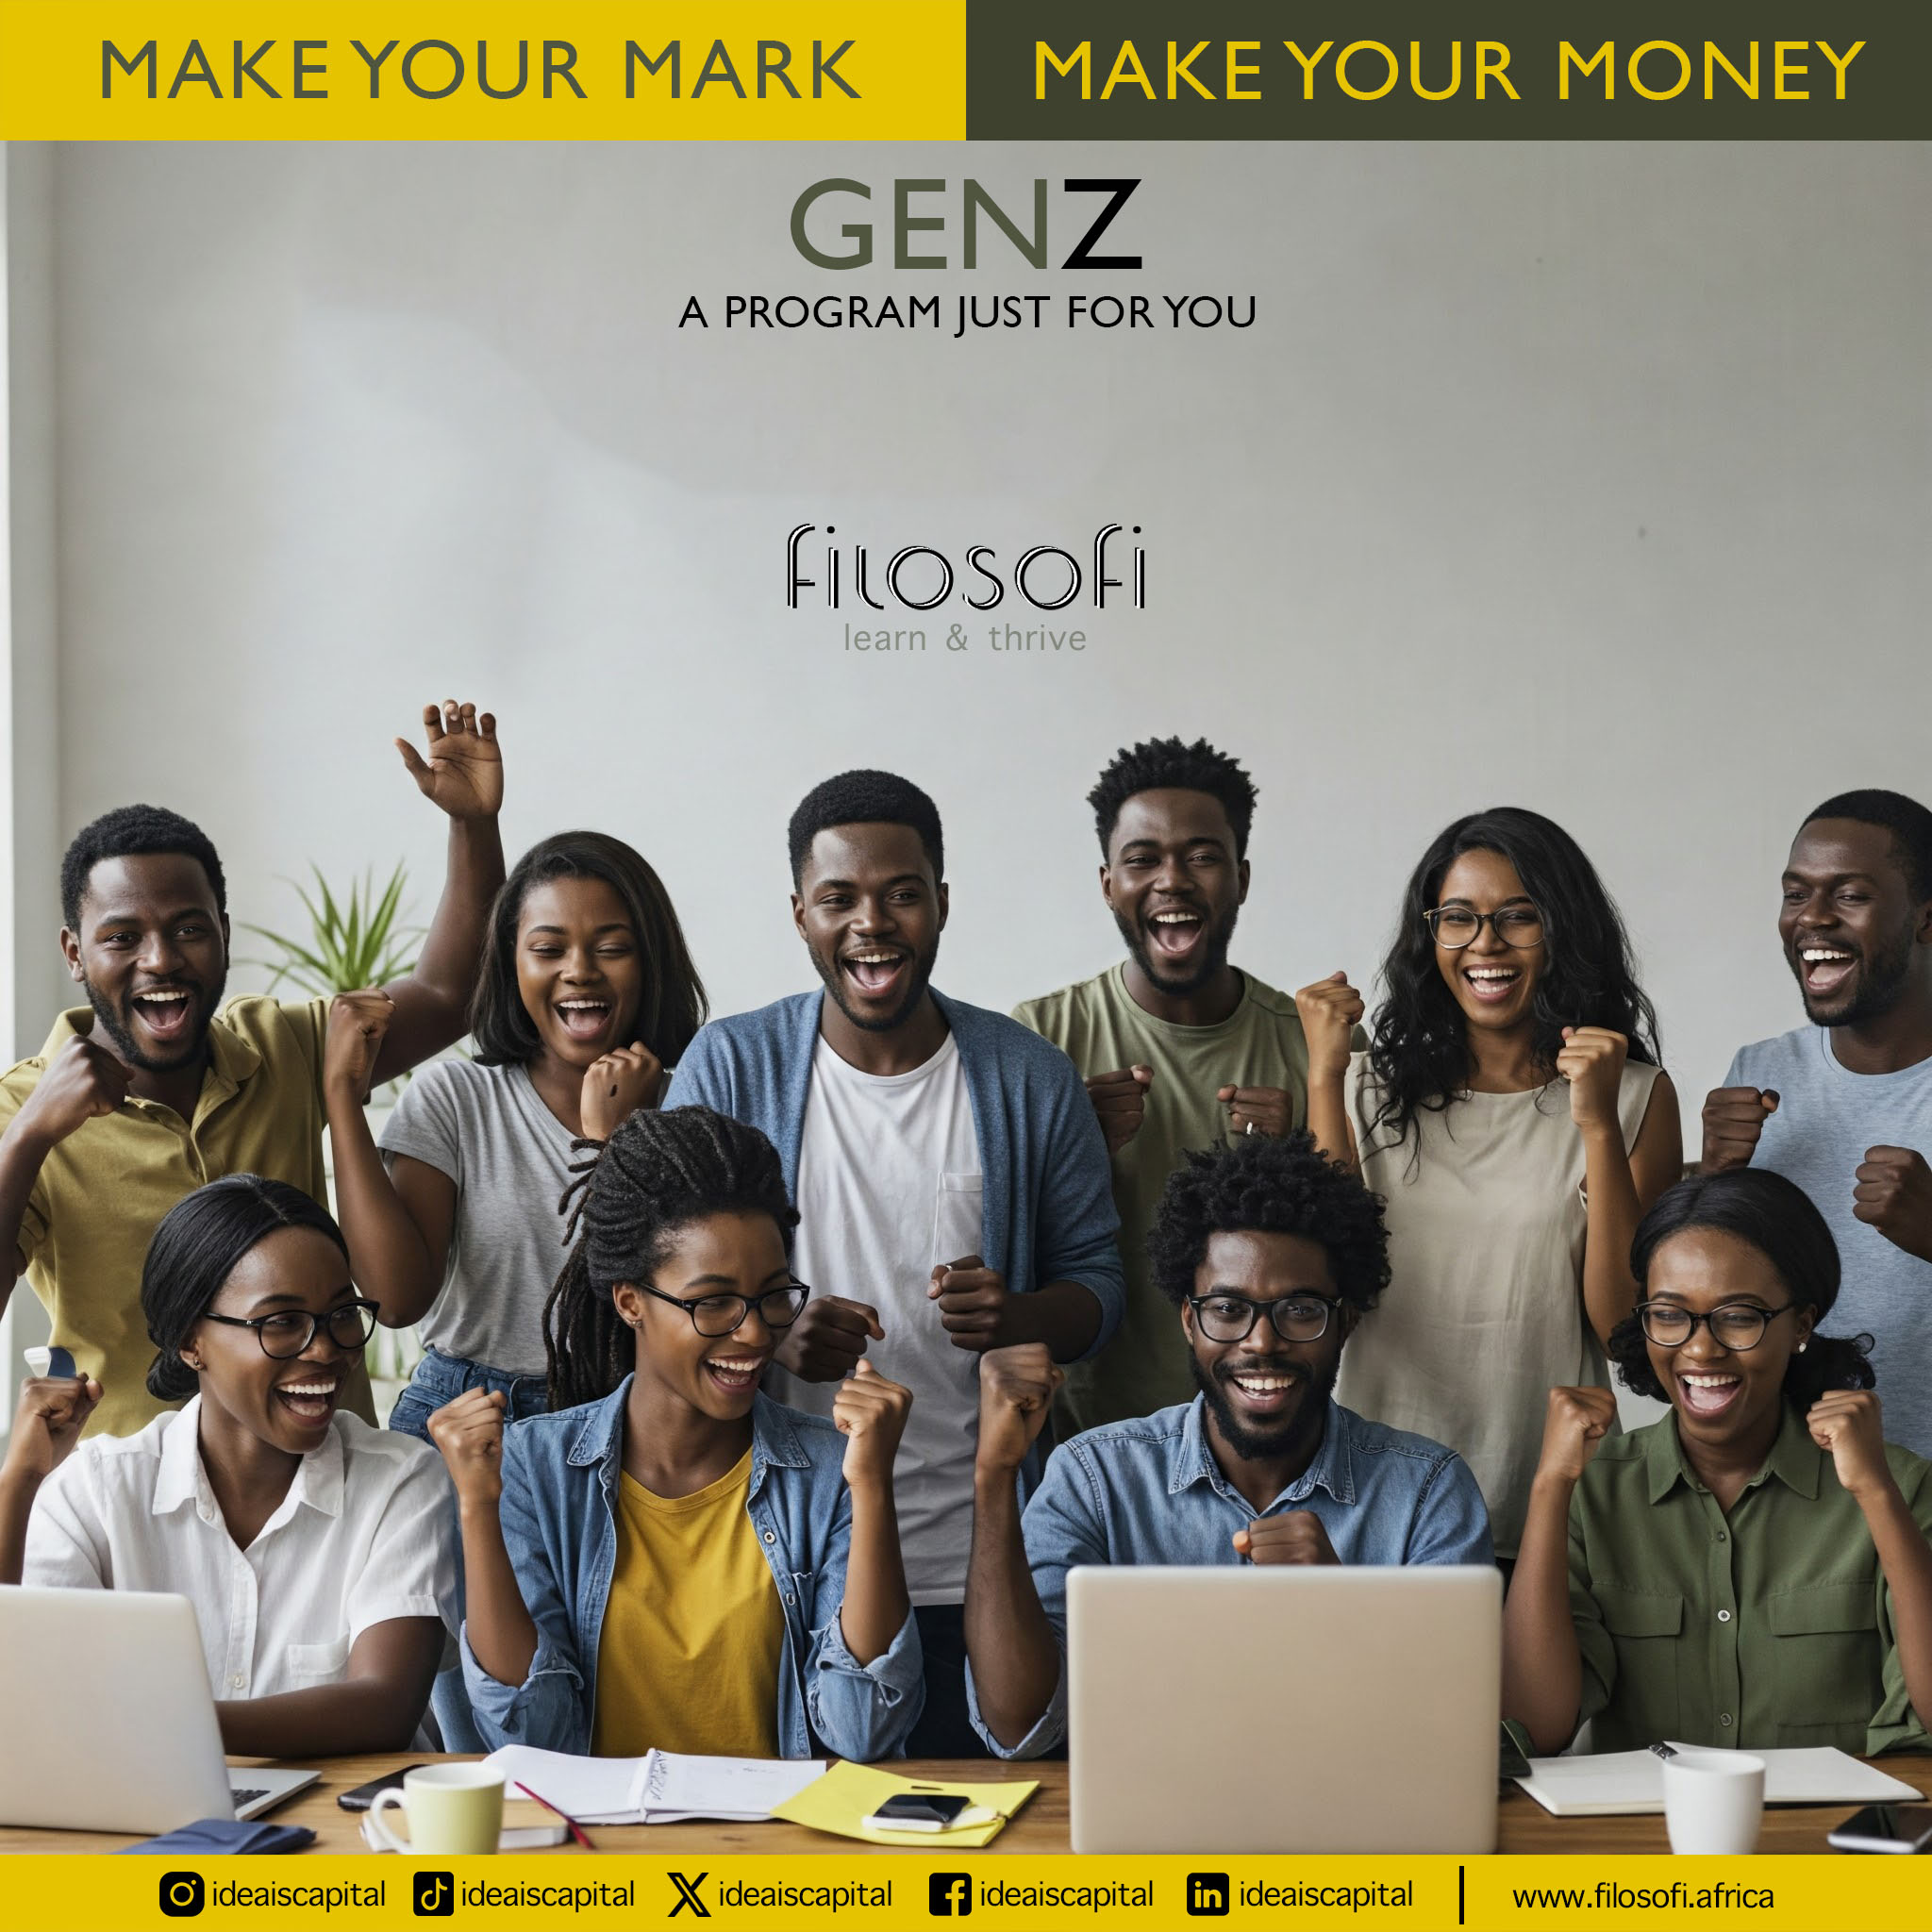 MAKE YOUR MARK
MAKE YOUR MONEY
GENZ
A PROGRAM JUST FOR YOU
filosofi
learn & thrive
ideaiscapital ideaiscapital ideaiscapital ideaiscapital ideaiscapital www.filosofi.africa